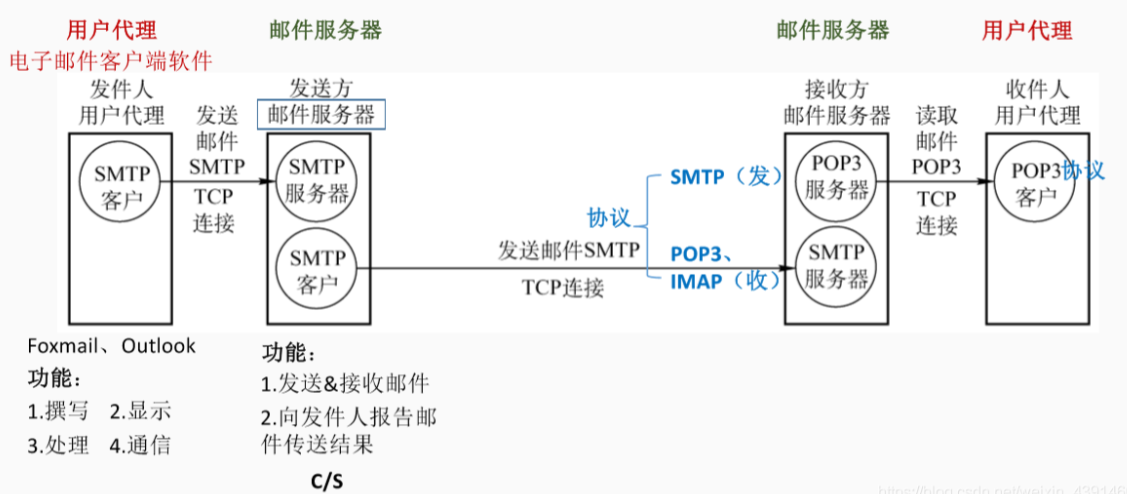 用户代理
邮件服务器
邮件服务器
用户代理
电子邮件客户端软件
发件人
用户代理
发送
邮件
SMTP
TCP
连接
发送方
邮件服务器
接收方
邮件服务器
读取
邮件
POP3
TCP
连接
收件人
用户代理
SMTP
客户
SMTP
服务器
SMTP
客户
发送邮件SMTP
TCP连接
协议
SMTP（发）
POP3、
IMAP（收）
POP3
服务器
SMTP
服务器
POP3协议
客户
Foxmail、Outlook
功能：
1.撰写 2.显示
3.处理 4.通信
功能：
1.发送&接收邮件
2.向发件人报告邮
件传送结果
C/S